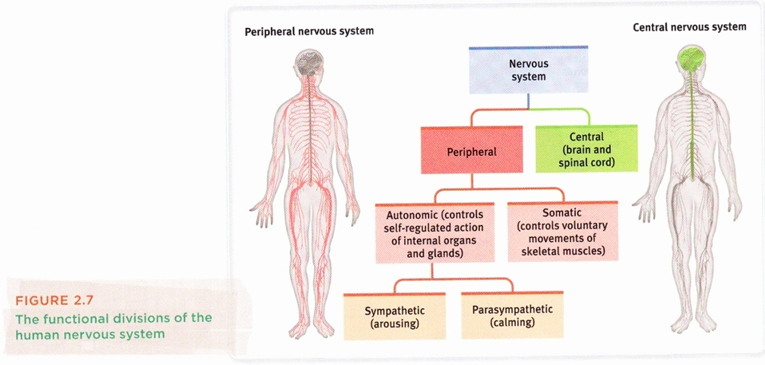 Peripheral nervous system
Central nervous system
Nervous
system
Peripheral
Central
(brain and
spinal cord)
Autonomic (controls
self-regulated action
of internal organs
and glands)
Somatic
(controls voluntary
movements of
skeletal muscles)
Sympathetic
(arousing)
Parasympathetic
(calming)
FIGURE 2.7
The functional divisions of the
human nervous system